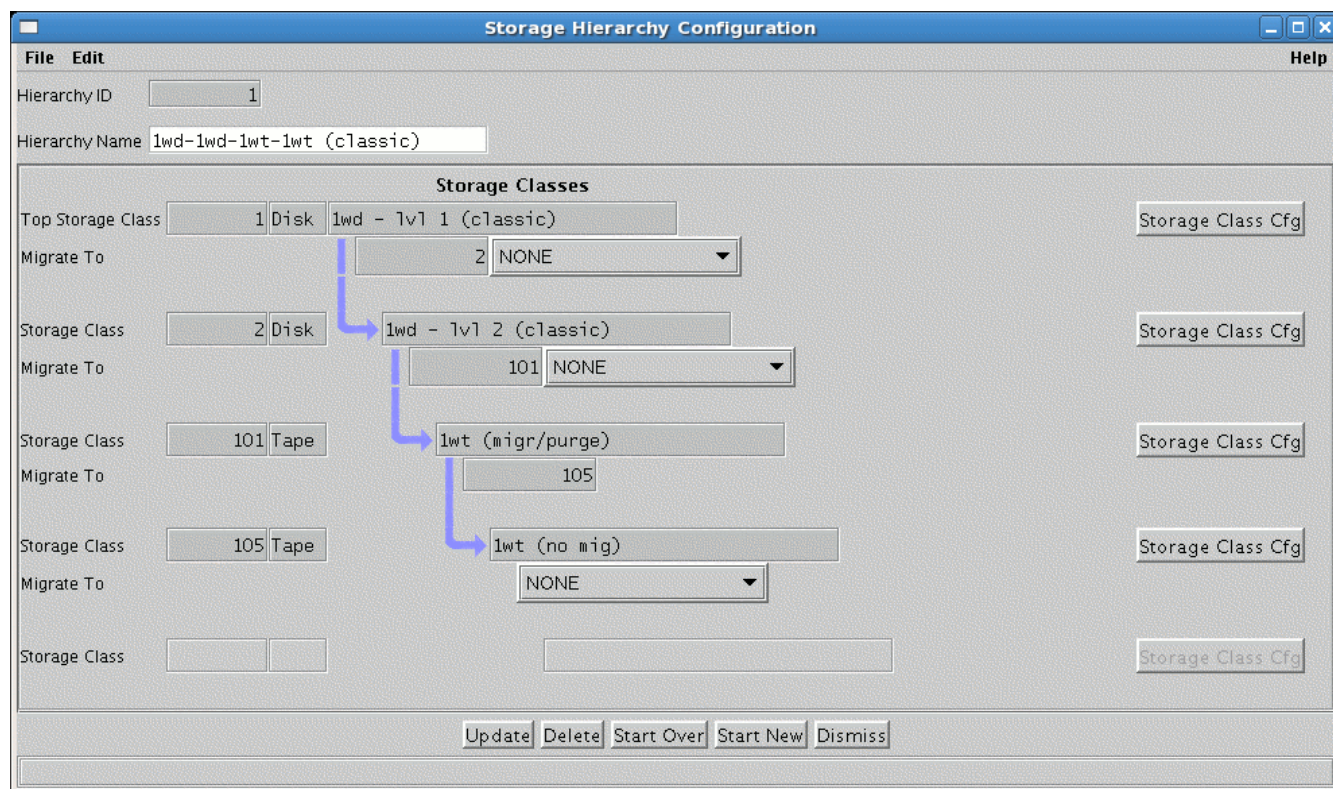 Storage Hierarchy Configuration
File Edit Help
Hierarchy ID 1
Hierarchy Name 1wd-1wd-1wt-1wt (classic)
Storage Classes
Top Storage Class 1 Disk 1wd - lvl 1 (classic) Storage Class Cfg
Migrate To 2 NONE
Storage Class 2 Disk 1wd - lvl 2 (classic) Storage Class Cfg
Migrate To 101 NONE
Storage Class 101 Tape 1wt (migr/purge) Storage Class Cfg
Migrate To 105
Storage Class 105 Tape 1wt (no mig) Storage Class Cfg
Migrate To NONE
Storage Class Storage Class Cfg
Update Delete Start Over Start New Dismiss